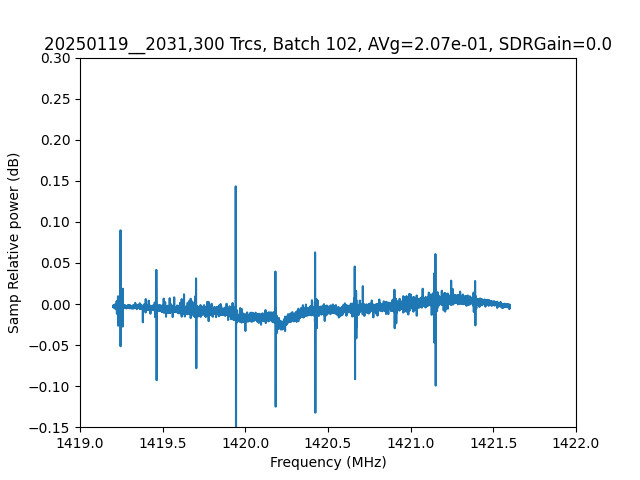 20250119__2031,300 Trcs, Batch 102, AVg=2.07e-01, SDRGain=0.0
0.30
0.25
0.20
0.15
0.10
0.05
0.00
−0.05
−0.10
−0.15
Samp Relative power (dB)
1419.0 1419.5 1420.0 1420.5 1421.0 1421.5 1422.0
Frequency (MHz)